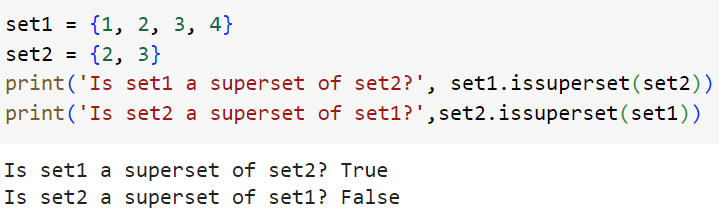 set1 = {1, 2, 3, 4}
set2 = {2, 3}
print('Is set1 a superset of set2?', set1.issuperset(set2))
print('Is set2 a superset of set1?',set2.issuperset(set1))
Is set1 a superset of set2? True
Is set2 a superset of set1? False